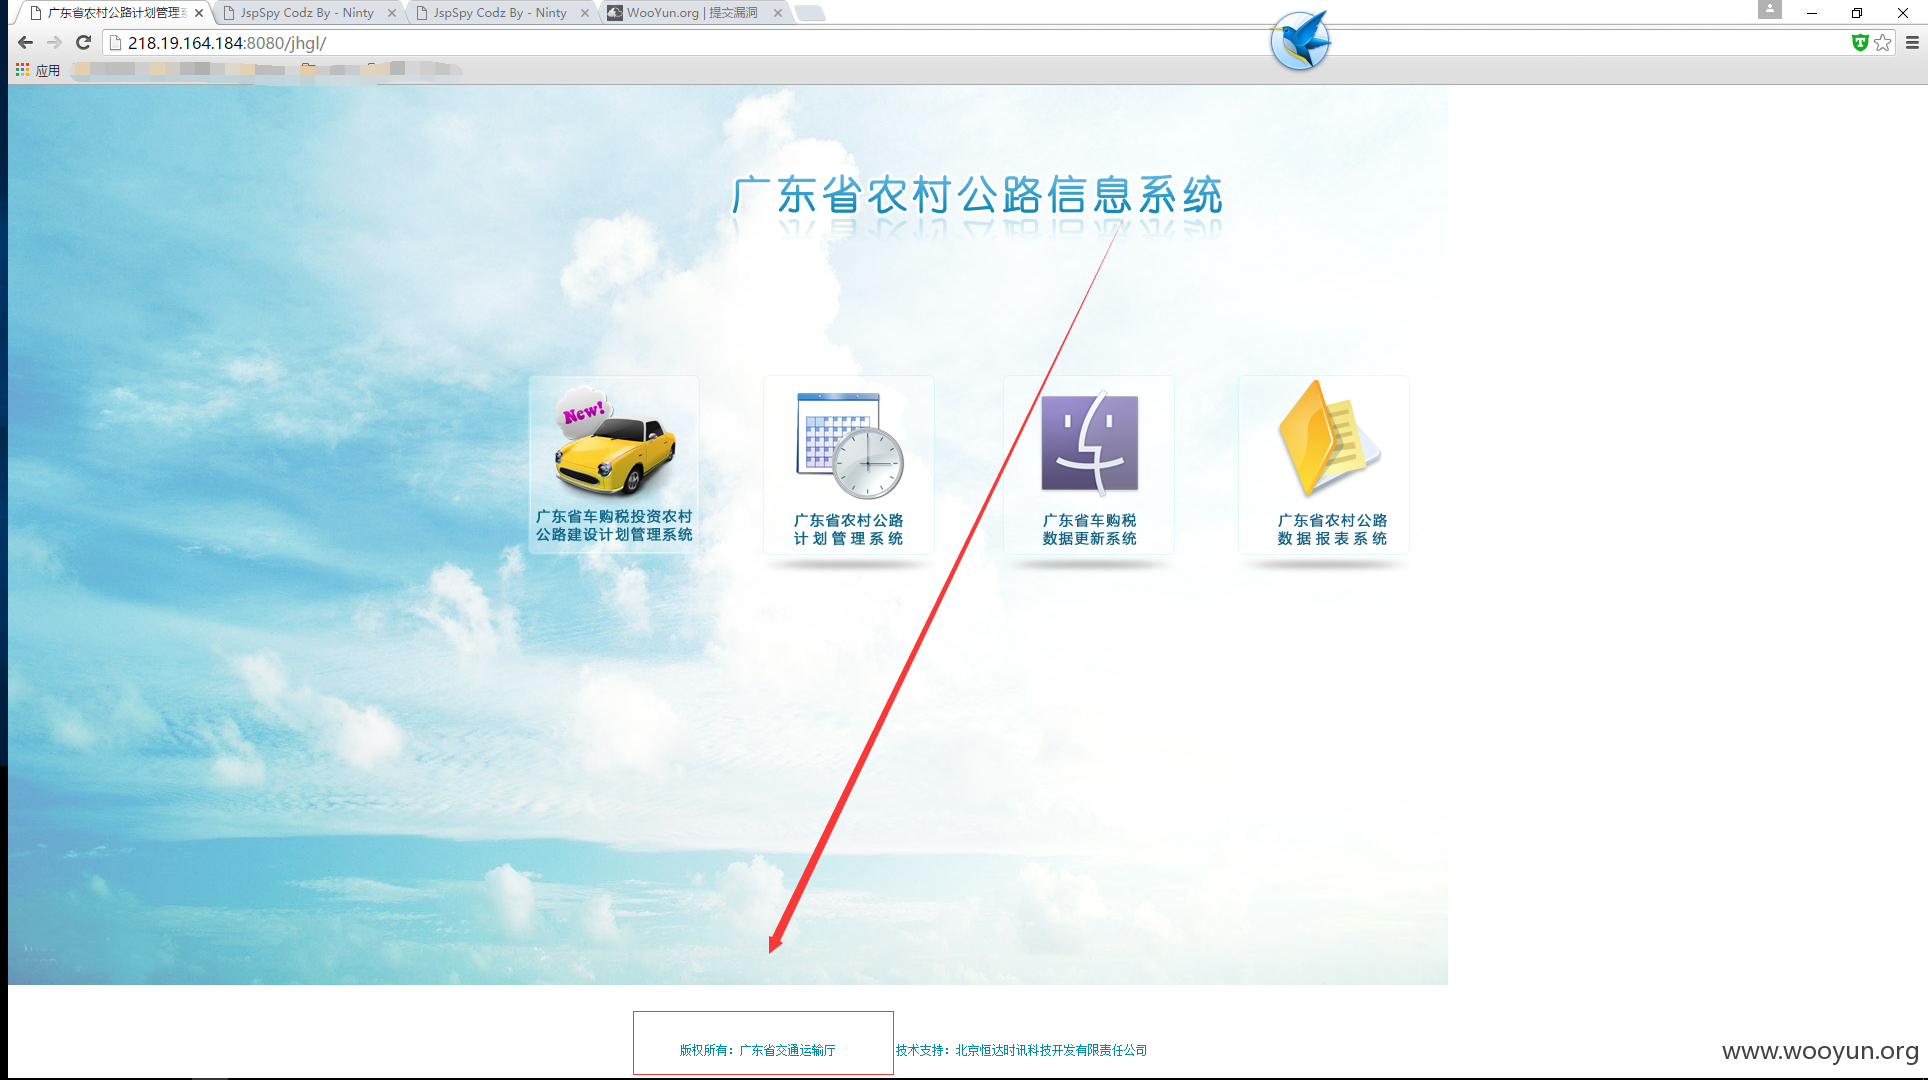 广东省农村公路计划管理系
JspSpy Codz By - Ninty
JspSpy Codz By - Ninty
WooYun.org | 提交漏洞
218.19.164.184:8080/jhgl/
应用
广东省农村公路信息系统
New!
广东省车购税投资农村
公路建设计划管理系统
广东省农村公路
计划管理系统
广东省车购税
数据更新系统
广东省农村公路
数据报表系统
版权所有：广东省交通运输厅
技术支持：北京恒达时讯科技开发有限责任公司
www.wooyun.org